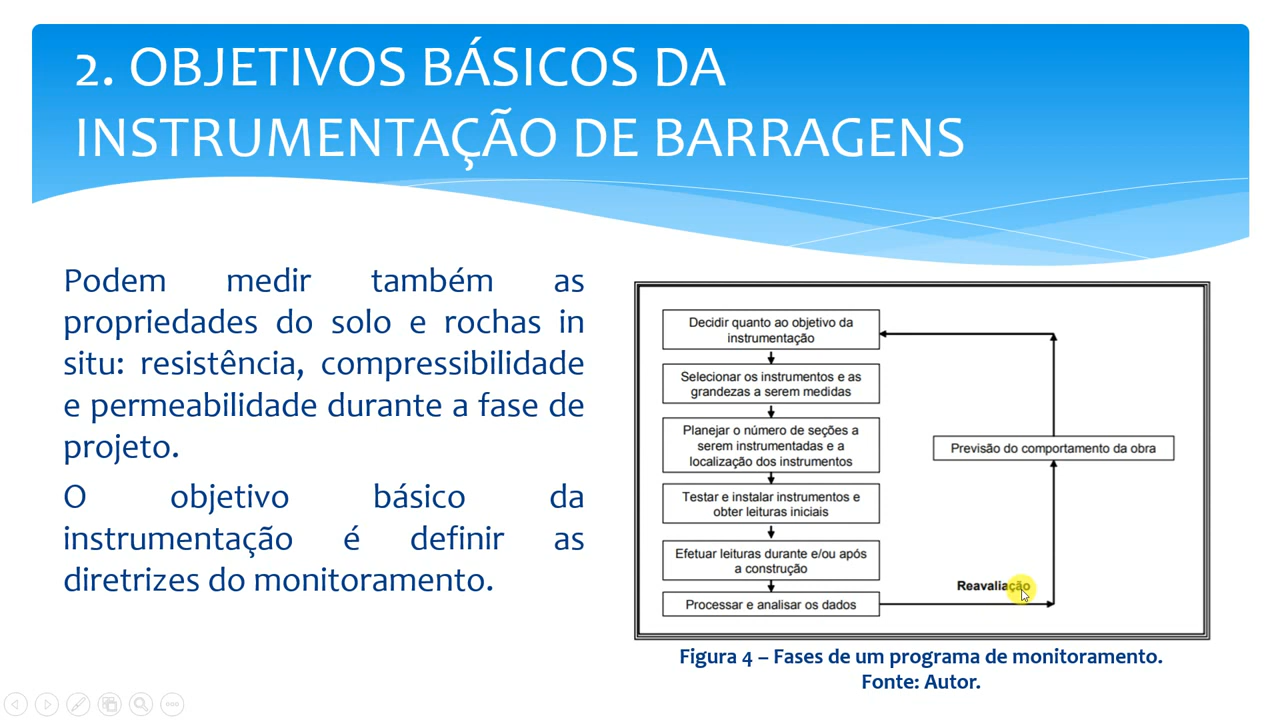 2. OBJETIVOS BÁSICOS DA
INSTRUMENTAÇÃO DE BARRAGENS
Podem medir também as
propriedades do solo e rochas in
situ: resistência, compressibilidade
e permeabilidade durante a fase de
projeto.
O objetivo básico da
instrumentação é definir as
diretrizes do monitoramento.
Decidir quanto ao objetivo da
instrumentação
Selecionar os instrumentos e as
grandezas a serem medidas
Planejar o número de seções a
serem instrumentadas e a
localização dos instrumentos
Testar e instalar instrumentos e
obter leituras iniciais
Efetuar leituras durante e/ou após
a construção
Processar e analisar os dados
Reavaliação
Previsão do comportamento da obra
Figura 4 – Fases de um programa de monitoramento.
Fonte: Autor.